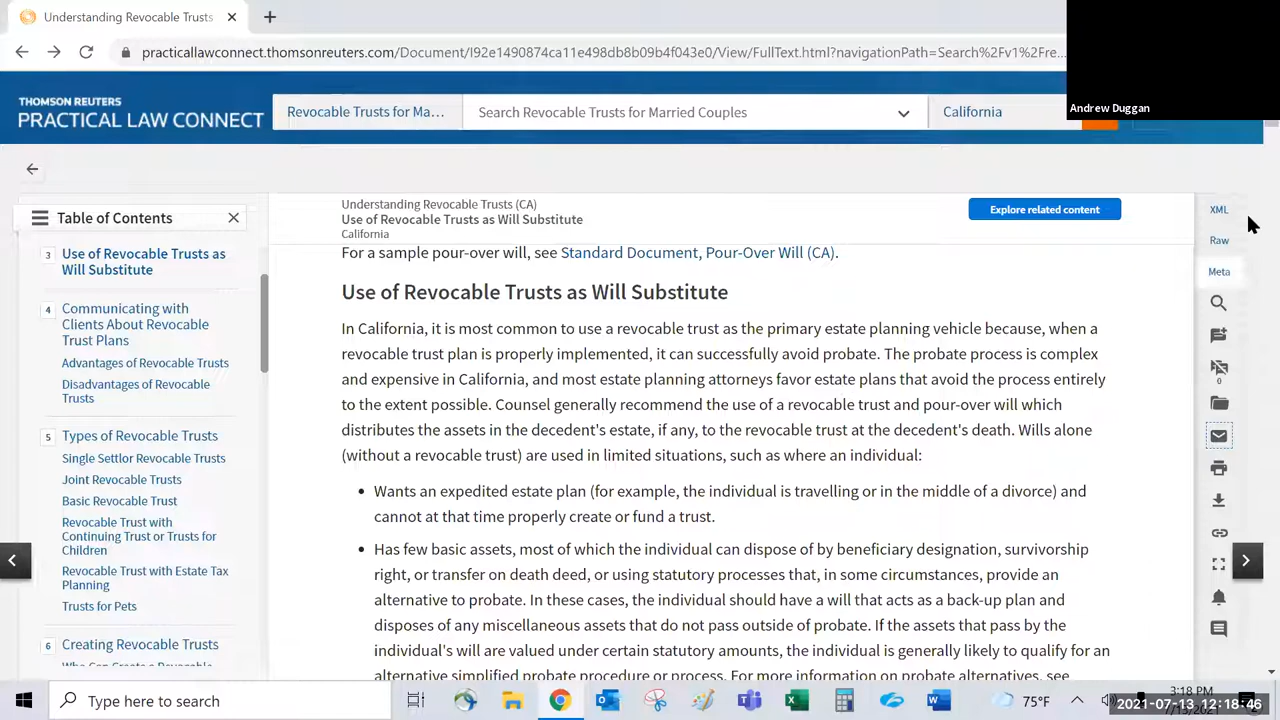 Understanding Revocable Trusts
practicallawconnect.thomsonreuters.com/Document/I92e1490874ca11e498db8b09b4f043e0/View/FullText.html?navigationPath=Search%2Fv1%2Fre...
Andrew Duggan
THOMSON REUTERS
PRACTICAL LAW CONNECT
Revocable Trusts for Ma...
Search Revocable Trusts for Married Couples
California
Table of Contents
3 Use of Revocable Trusts as
Will Substitute
4 Communicating with
Clients About Revocable
Trust Plans
Advantages of Revocable Trusts
Disadvantages of Revocable
Trusts
5 Types of Revocable Trusts
Single Settlor Revocable Trusts
Joint Revocable Trusts
Basic Revocable Trust
Revocable Trust with
Continuing Trust or Trusts for
Children
Revocable Trust with Estate Tax
Planning
Trusts for Pets
6 Creating Revocable Trusts
Who Can Create a Revocable
Understanding Revocable Trusts (CA)
Use of Revocable Trusts as Will Substitute
California
Explore related content
For a sample pour-over will, see Standard Document, Pour-Over Will (CA).
Use of Revocable Trusts as Will Substitute
In California, it is most common to use a revocable trust as the primary estate planning vehicle because, when a
revocable trust plan is properly implemented, it can successfully avoid probate. The probate process is complex
and expensive in California, and most estate planning attorneys favor estate plans that avoid the process entirely
to the extent possible. Counsel generally recommend the use of a revocable trust and pour-over will which
distributes the assets in the decedent's estate, if any, to the revocable trust at the decedent's death. Wills alone
(without a revocable trust) are used in limited situations, such as where an individual:
• Wants an expedited estate plan (for example, the individual is travelling or in the middle of a divorce) and
cannot at that time properly create or fund a trust.
• Has few basic assets, most of which the individual can dispose of by beneficiary designation, survivorship
right, or transfer on death deed, or using statutory processes that, in some circumstances, provide an
alternative to probate. In these cases, the individual should have a will that acts as a back-up plan and
disposes of any miscellaneous assets that do not pass outside of probate. If the assets that pass by the
individual's will are valued under certain statutory amounts, the individual is generally likely to qualify for an
alternative simplified probate procedure or process. For more information on probate alternatives, see
XML
Raw
Meta
0
Type here to search
75°F
3:18 PM
2021-07-13 12:18:46